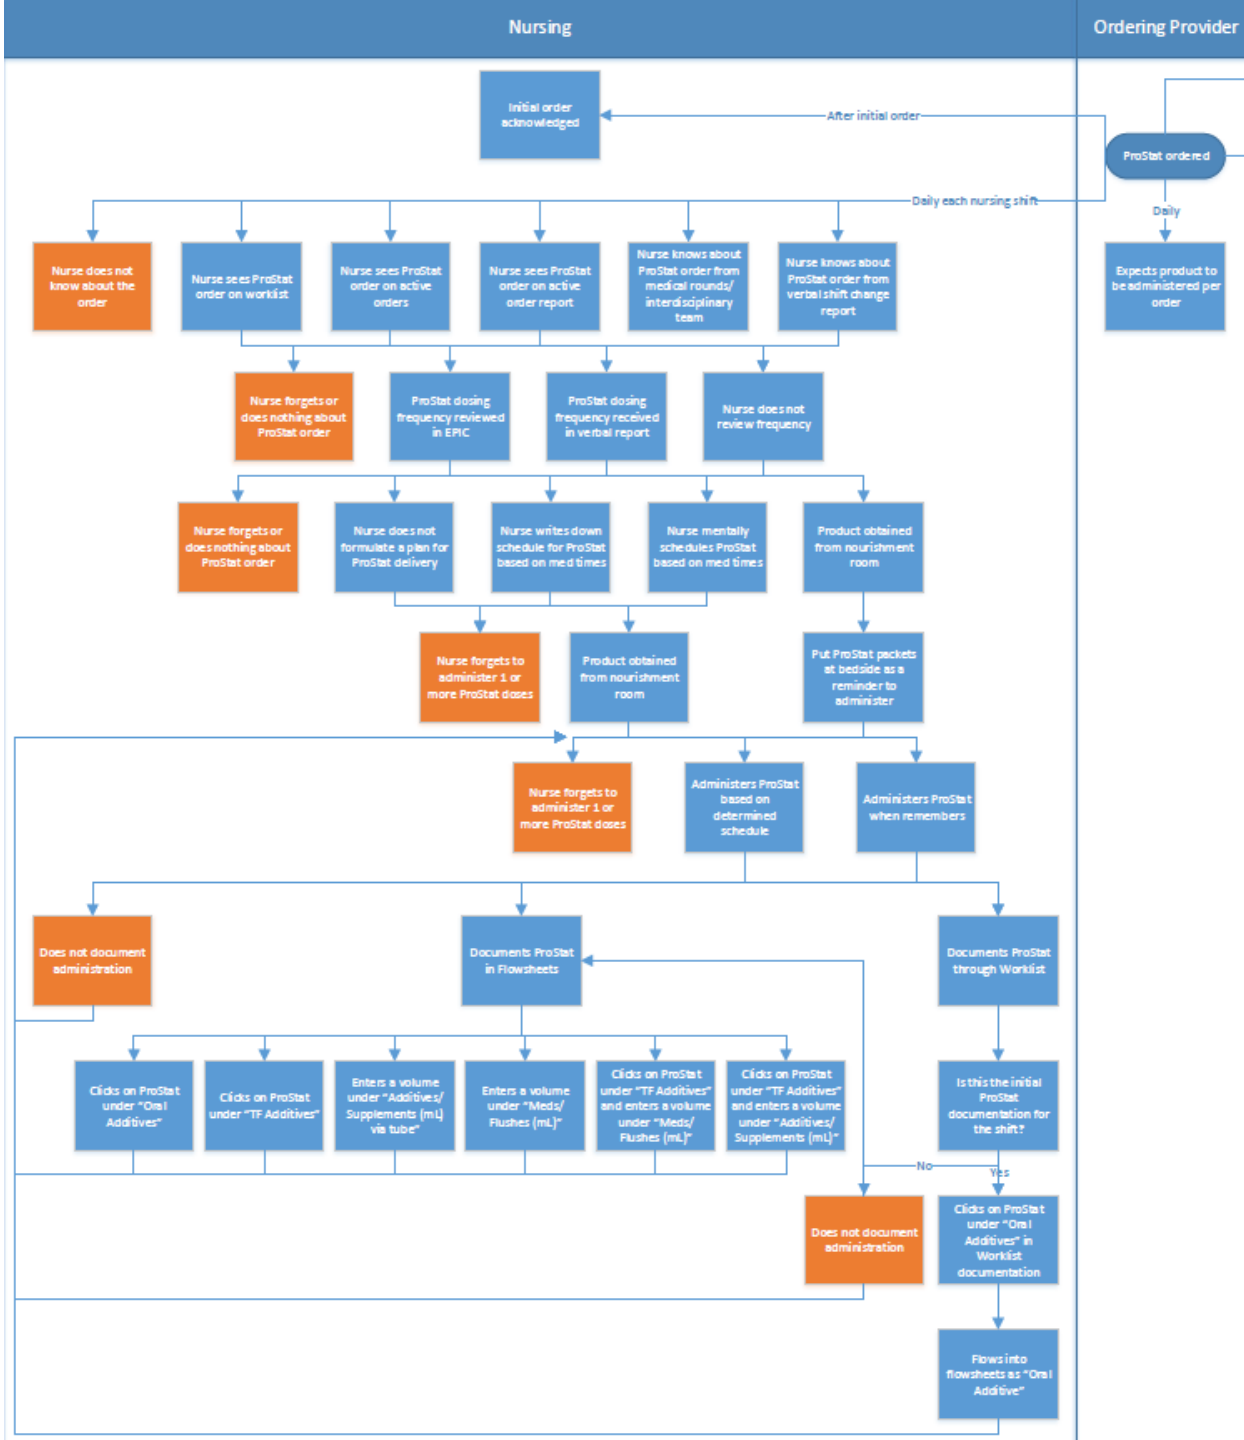 Nursing
Ordering Provider
Initial order
acknowledged
After initial order
ProStat ordered
Daily each nursing shift
Daily
Nurse does not
know about the
order
Nurse sees ProStat
order on worklist
Nurse sees ProStat
order on active
orders
Nurse sees ProStat
order on active
order report
Nurse knows about
ProStat order from
medical rounds/
interdisciplinary
team
Nurse knows about
ProStat order from
verbal shift change
report
Expects product to
be administered per
order
Nurse forgets or
does nothing about
ProStat order
ProStat dosing
frequency reviewed
in EPIC
ProStat dosing
frequency received
in verbal report
Nurse does not
review frequency
Nurse forgets or
does nothing about
ProStat order
Nurse does not
formulate a plan for
ProStat delivery
Nurse writes down
schedule for ProStat
based on med times
Nurse mentally
schedules ProStat
based on med times
Product obtained
from nourishment
room
Nurse forgets to
administer 1 or
more ProStat doses
Product obtained
from nourishment
room
Put ProStat packets
at bedside as a
reminder to
administer
Nurse forgets to
administer 1 or
more ProStat doses
Administers ProStat
based on
determined
schedule
Administers ProStat
when remembers
Does not document
administration
Documents ProStat
in Flowsheets
Documents ProStat
through Worklist
Clicks on ProStat
under "Oral
Additives"
Clicks on ProStat
under "TF Additives"
Enters a volume
under "Additives/
Supplements (mL)
via tube"
Enters a volume
under "Meds/
Flushes (mL)"
Clicks on ProStat
under "TF Additives"
and enters a volume
under "Meds/
Flushes (mL)"
Clicks on ProStat
under "TF Additives"
and enters a volume
under "Additives/
Supplements (mL)"
Is this the initial
ProStat
documentation for
the shift?
No
Yes
Does not document
administration
Clicks on ProStat
under "Oral
Additives" in
Worklist
documentation
Flows into
flowsheets as "Oral
Additive"